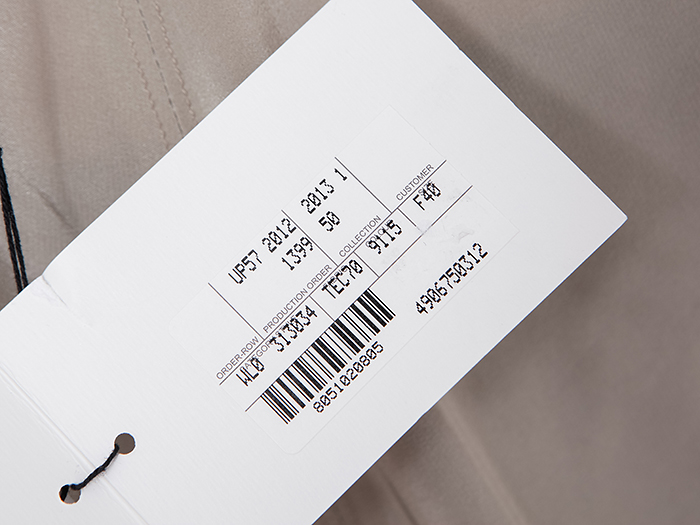 UP57 2012 2013 1
1399 50
ORDER-ROW PRODUCTION ORDER COLLECTION CUSTOMER
WL0 313034 TEC70 9115 F40
8051020805
4906750312